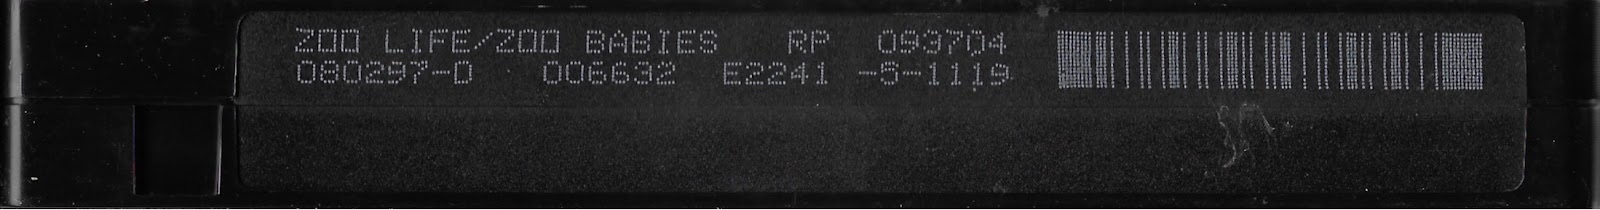 ZOO LIFE/ZOO BABIES RP 093704
080297-D 006632 E2241 -5-1119